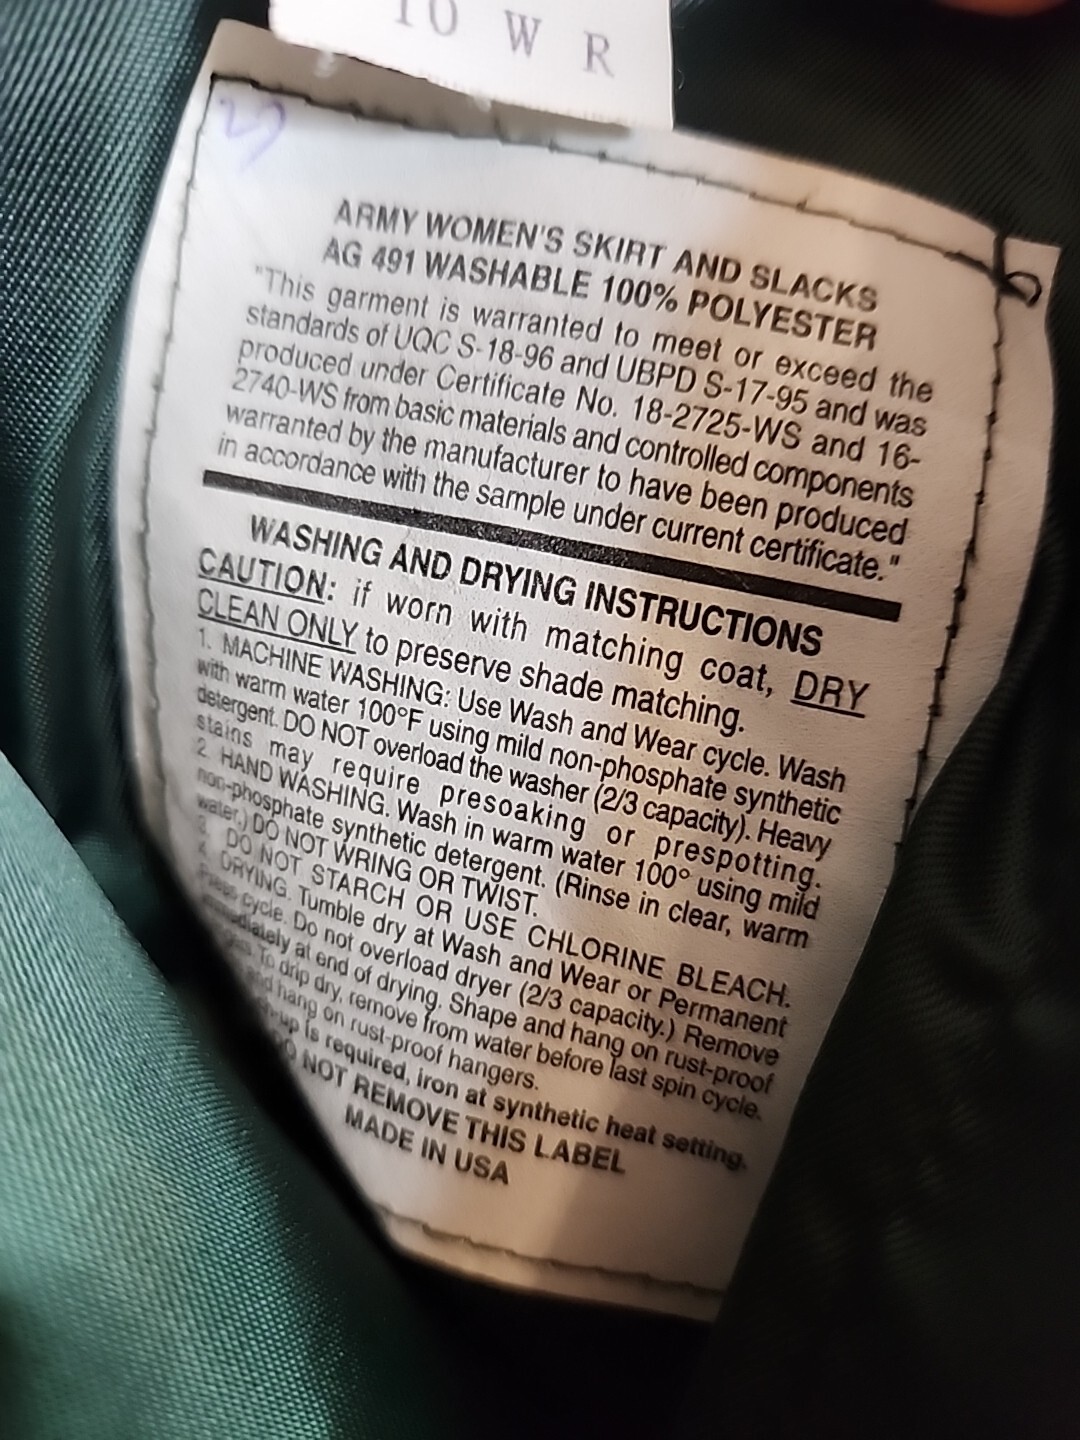 10 W R
ARMY WOMEN'S SKIRT AND SLACKS
AG 491 WASHABLE 100% POLYESTER
"This garment is warranted to meet or exceed the
standards of UQC S-18-96 and UBPD S-17-95 and was
produced under Certificate No. 18-2725-WS and 16-
2740-WS from basic materials and controlled components
warranted by the manufacturer to have been produced
in accordance with the sample under current certificate."
WASHING AND DRYING INSTRUCTIONS
CAUTION: if worn with matching coat, DRY
CLEAN ONLY to preserve shade matching.
1. MACHINE WASHING: Use Wash and Wear cycle. Wash
with warm water 100°F using mild non-phosphate synthetic
detergent. DO NOT overload the washer (2/3 capacity). Heavy
stains may require presoaking or prespotting.
2. HAND WASHING. Wash in warm water 100° using mild
non-phosphate synthetic detergent. (Rinse in clear, warm
water.) DO NOT WRING OR TWIST.
3. DO NOT STARCH OR USE CHLORINE BLEACH.
4. DRYING. Tumble dry at Wash and Wear or Permanent
Press cycle. Do not overload dryer (2/3 capacity.) Remove
immediately at end of drying. Shape and hang on rust-proof
To drip dry, remove from water before last spin cycle.
and hang on rust-proof hangers.
is required, iron at synthetic heat setting.
DO NOT REMOVE THIS LABEL
MADE IN USA